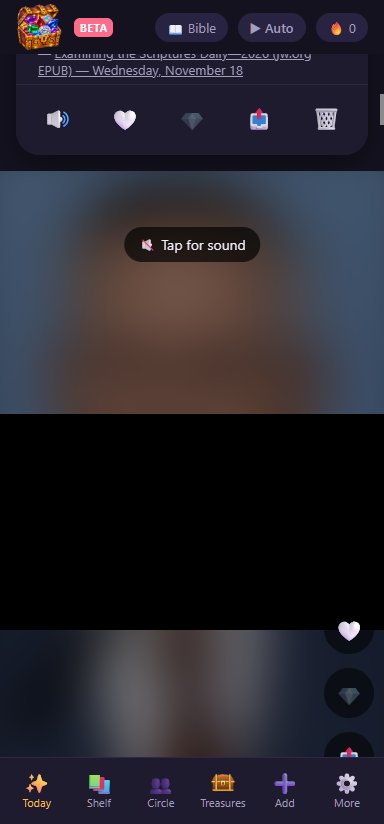 BETA
Bible
Auto
0
— Examining the Scriptures Daily—2026 (jw.org
EPUB) — Wednesday, November 18
Tap for sound
Today
Shelf
Circle
Treasures
Add
More